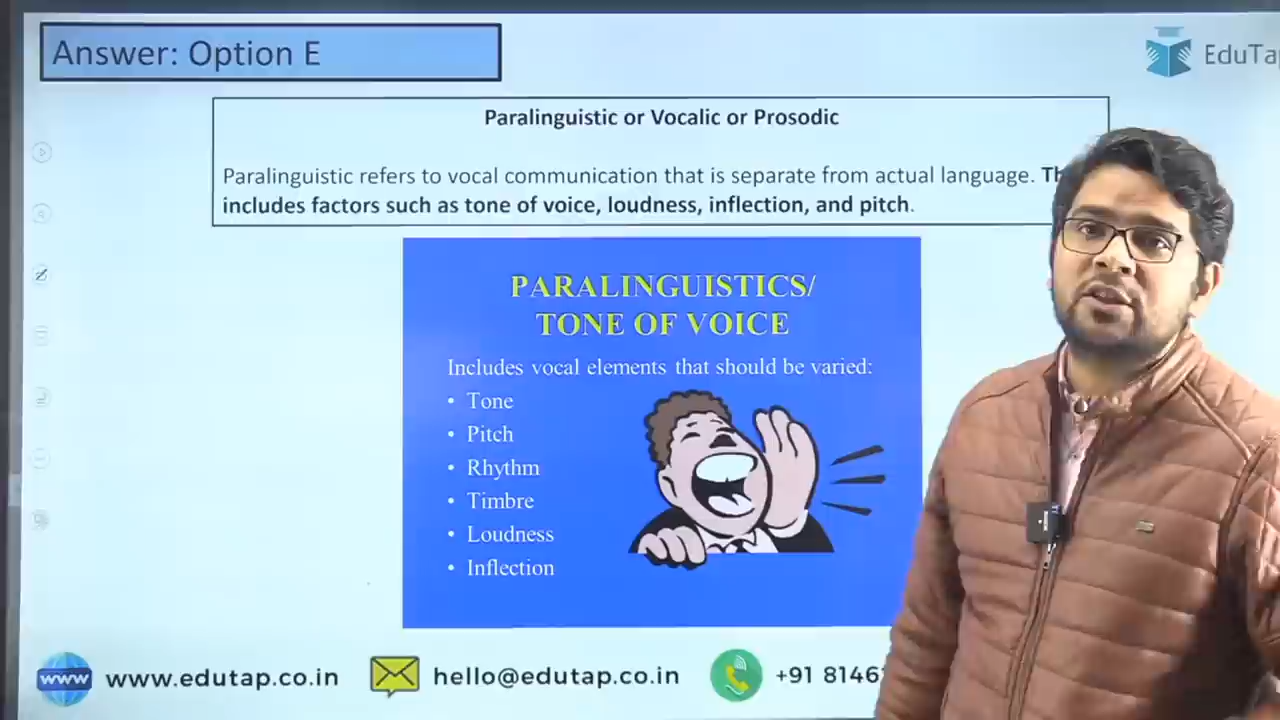 Answer: Option E
EduTa
Paralinguistic or Vocalic or Prosodic
Paralinguistic refers to vocal communication that is separate from actual language.
includes factors such as tone of voice, loudness, inflection, and pitch.
PARALINGUISTICS/
TONE OF VOICE
Includes vocal elements that should be varied:
• Tone
• Pitch
• Rhythm
• Timbre
• Loudness
• Inflection
www www.edutap.co.in
hello@edutap.co.in
+91 8146